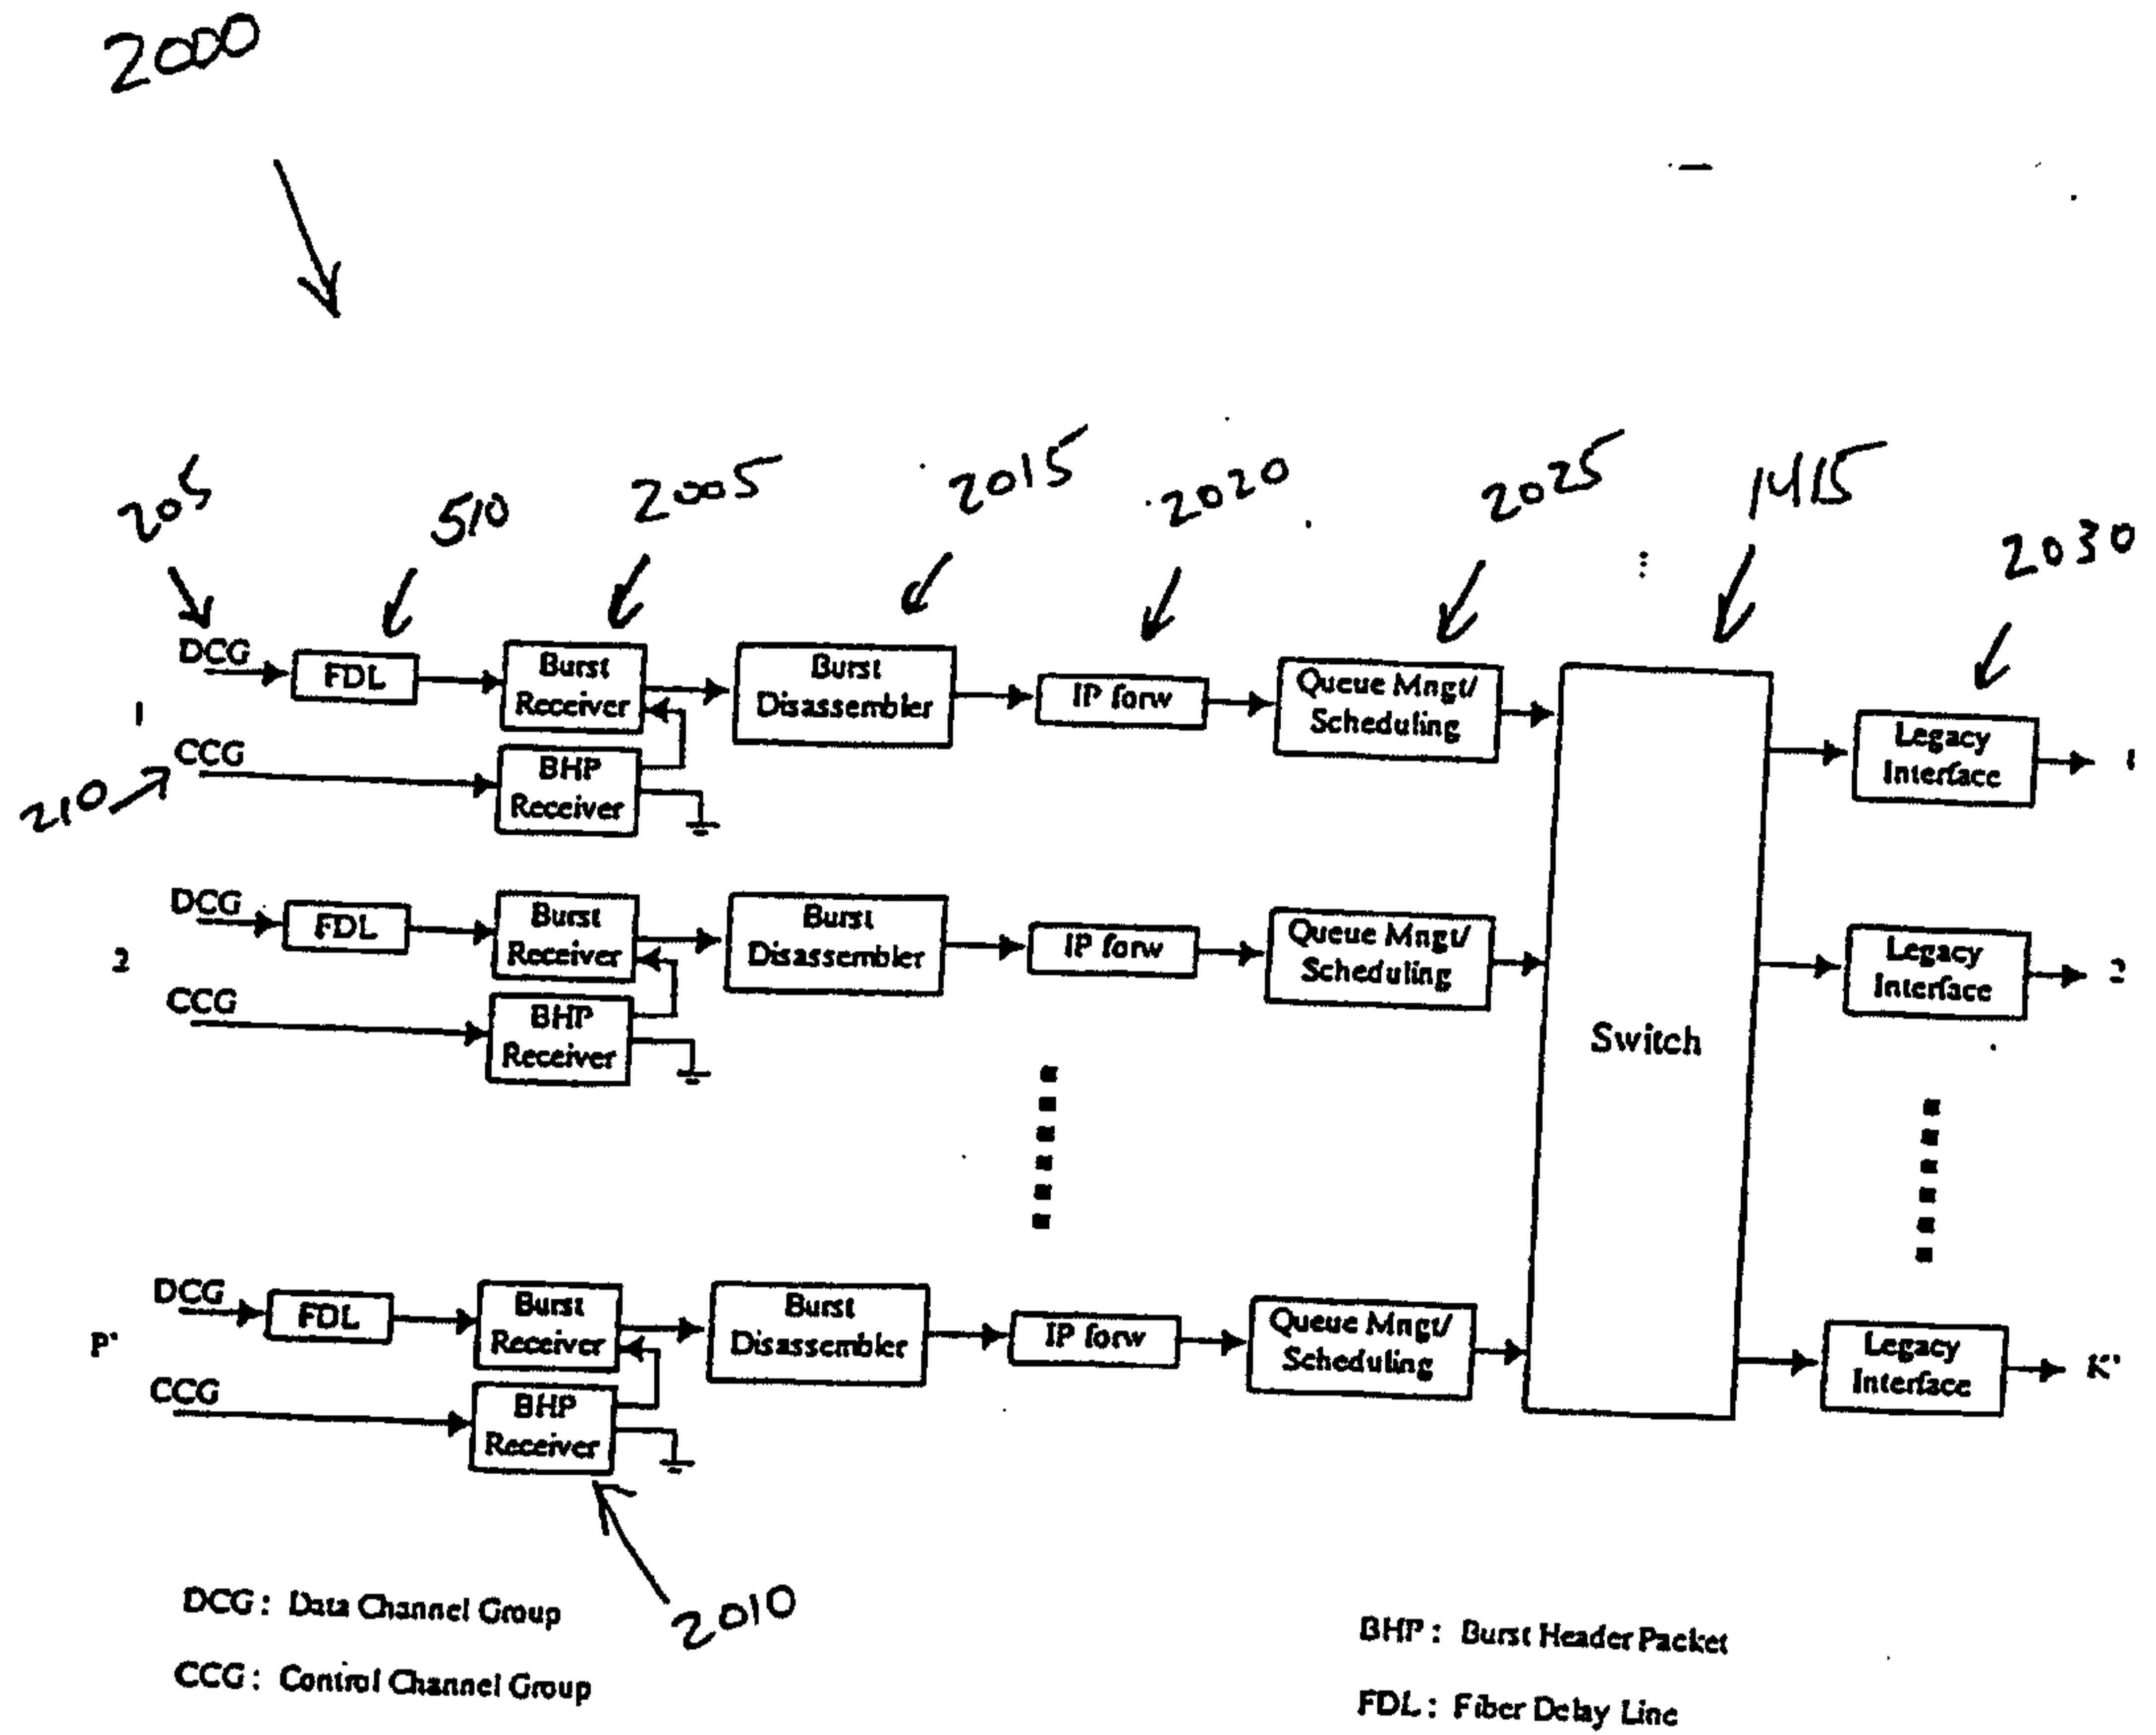 2000
205
510
2005
2015
2020
2025
1415
2030
DCG
FDL
Burst
Receiver
Burst
Disassembler
IP forw
Queue Mngt/
Scheduling
1
CCG
BHP
Receiver
Legacy
Interface
1
210
DCG
FDL
Burst
Receiver
Burst
Disassembler
IP forw
Queue Mngt/
Scheduling
2
CCG
BHP
Receiver
Legacy
Interface
2
Switch
DCG
FDL
Burst
Receiver
Burst
Disassembler
IP forw
Queue Mngt/
Scheduling
P'
CCG
BHP
Receiver
Legacy
Interface
K'
2010
DCG : Data Channel Group
CCG : Control Channel Group
BHP : Burst Header Packet
FDL : Fiber Delay Line